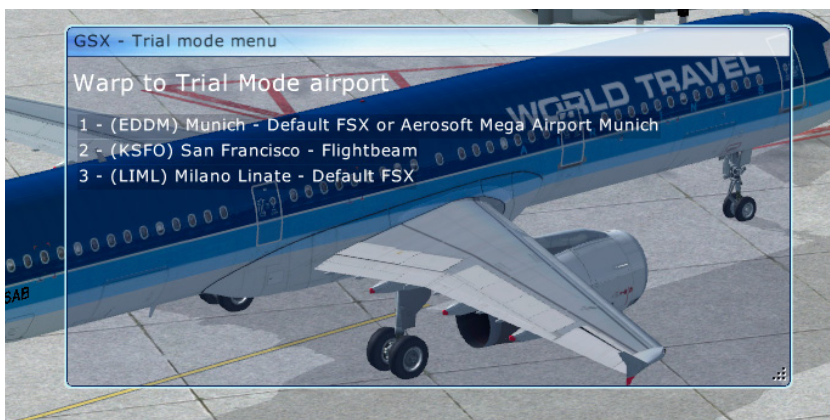 GSX - Trial mode menu
Warp to Trial Mode airport
WORLD TRAVEL
1 - (EDDM) Munich - Default FSX or Aerosoft Mega Airport Munich
2 - (KSFO) San Francisco - Flightbeam
3 - (LIML) Milano Linate - Default FSX
SAB